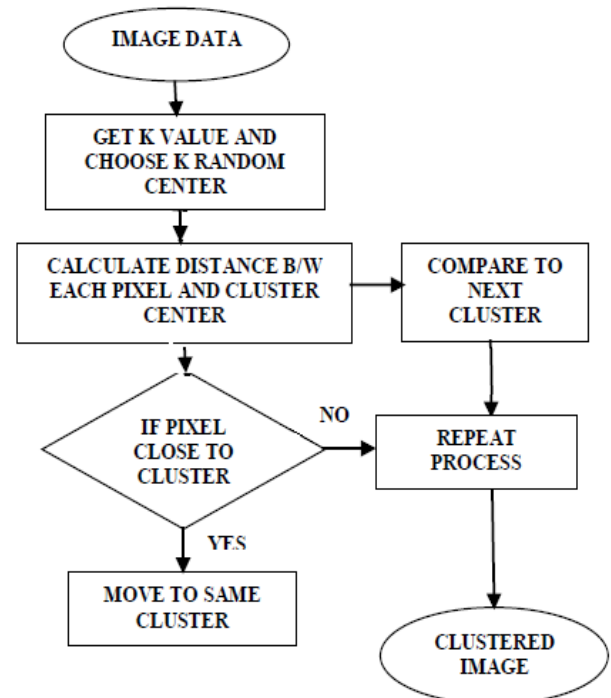 IMAGE DATA
GET K VALUE AND
CHOOSE K RANDOM
CENTER
CALCULATE DISTANCE B/W
EACH PIXEL AND CLUSTER
CENTER
COMPARE TO
NEXT
CLUSTER
IF PIXEL
CLOSE TO
CLUSTER
NO
REPEAT
PROCESS
YES
MOVE TO SAME
CLUSTER
CLUSTERED
IMAGE